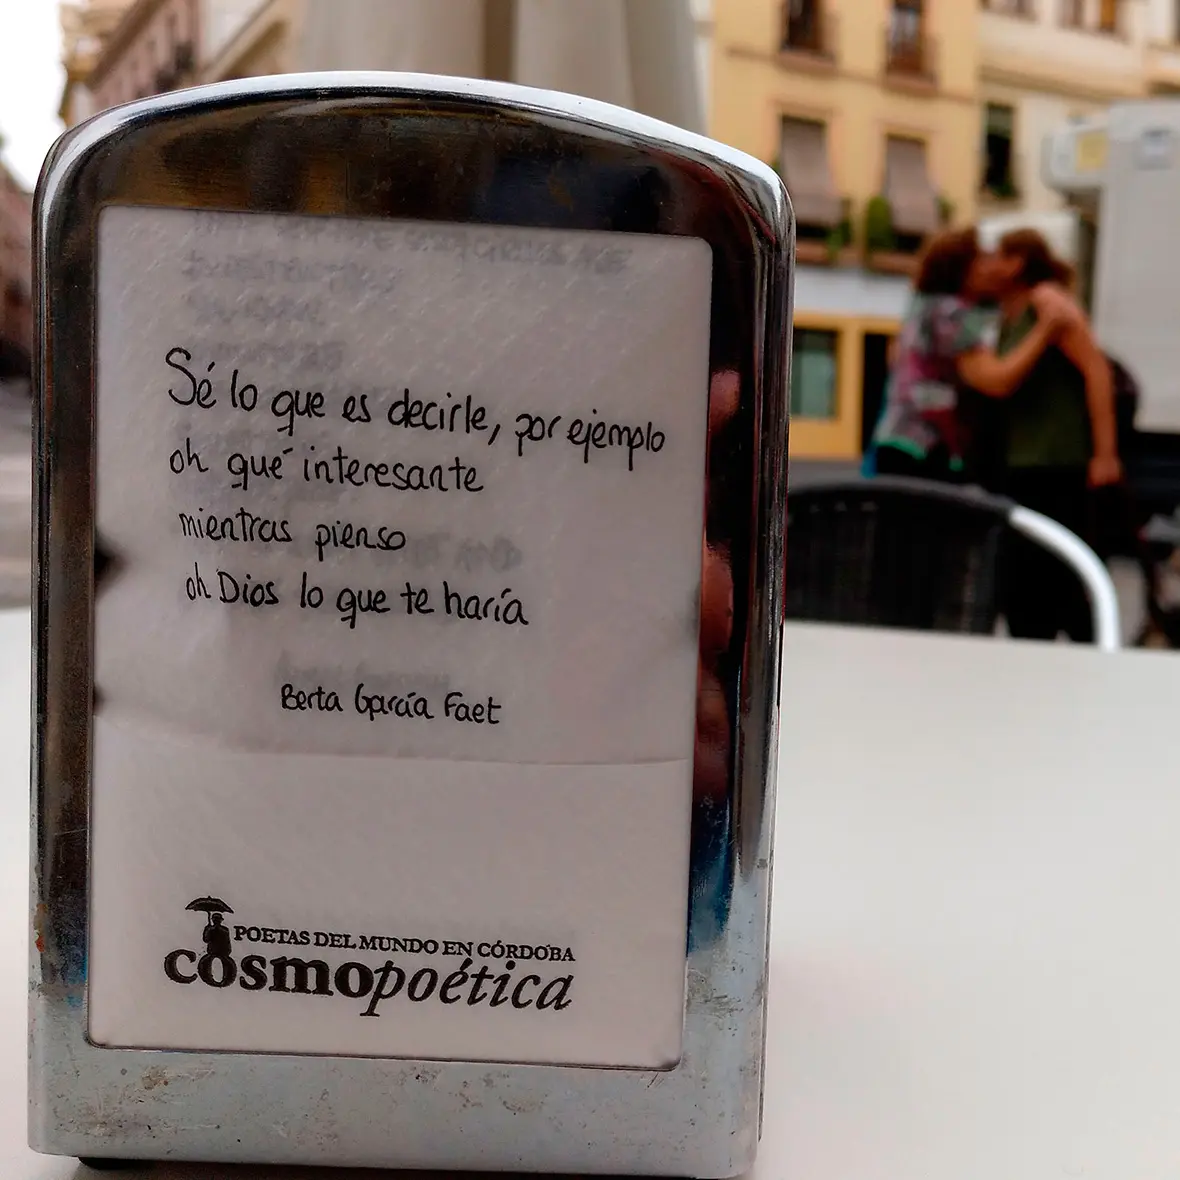 Sé lo que es decirle, por ejemplo
oh qué interesante
mientras pienso
oh Dios lo que te haría
Berta García Faet
POETAS DEL MUNDO EN CÓRDOBA
cosmopoética